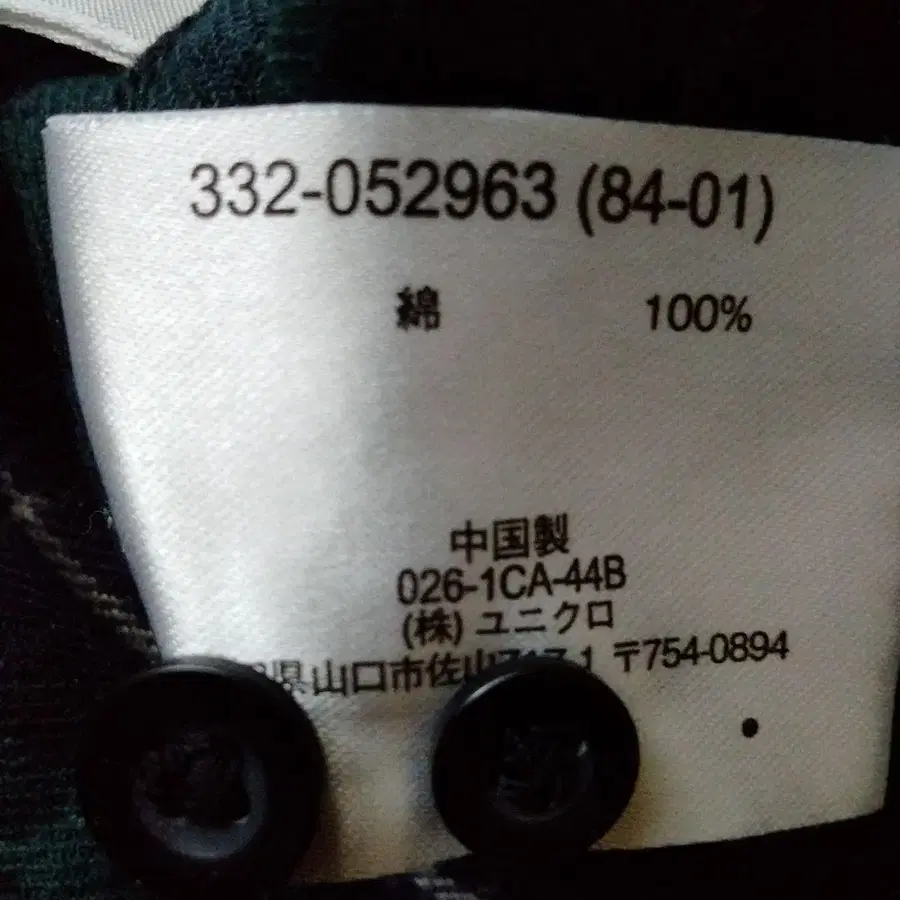 332-052963 (84-01)
綿 100%
中国製
026-1CA-44B
(株) ユニクロ
県山口市佐山 〒754-0894